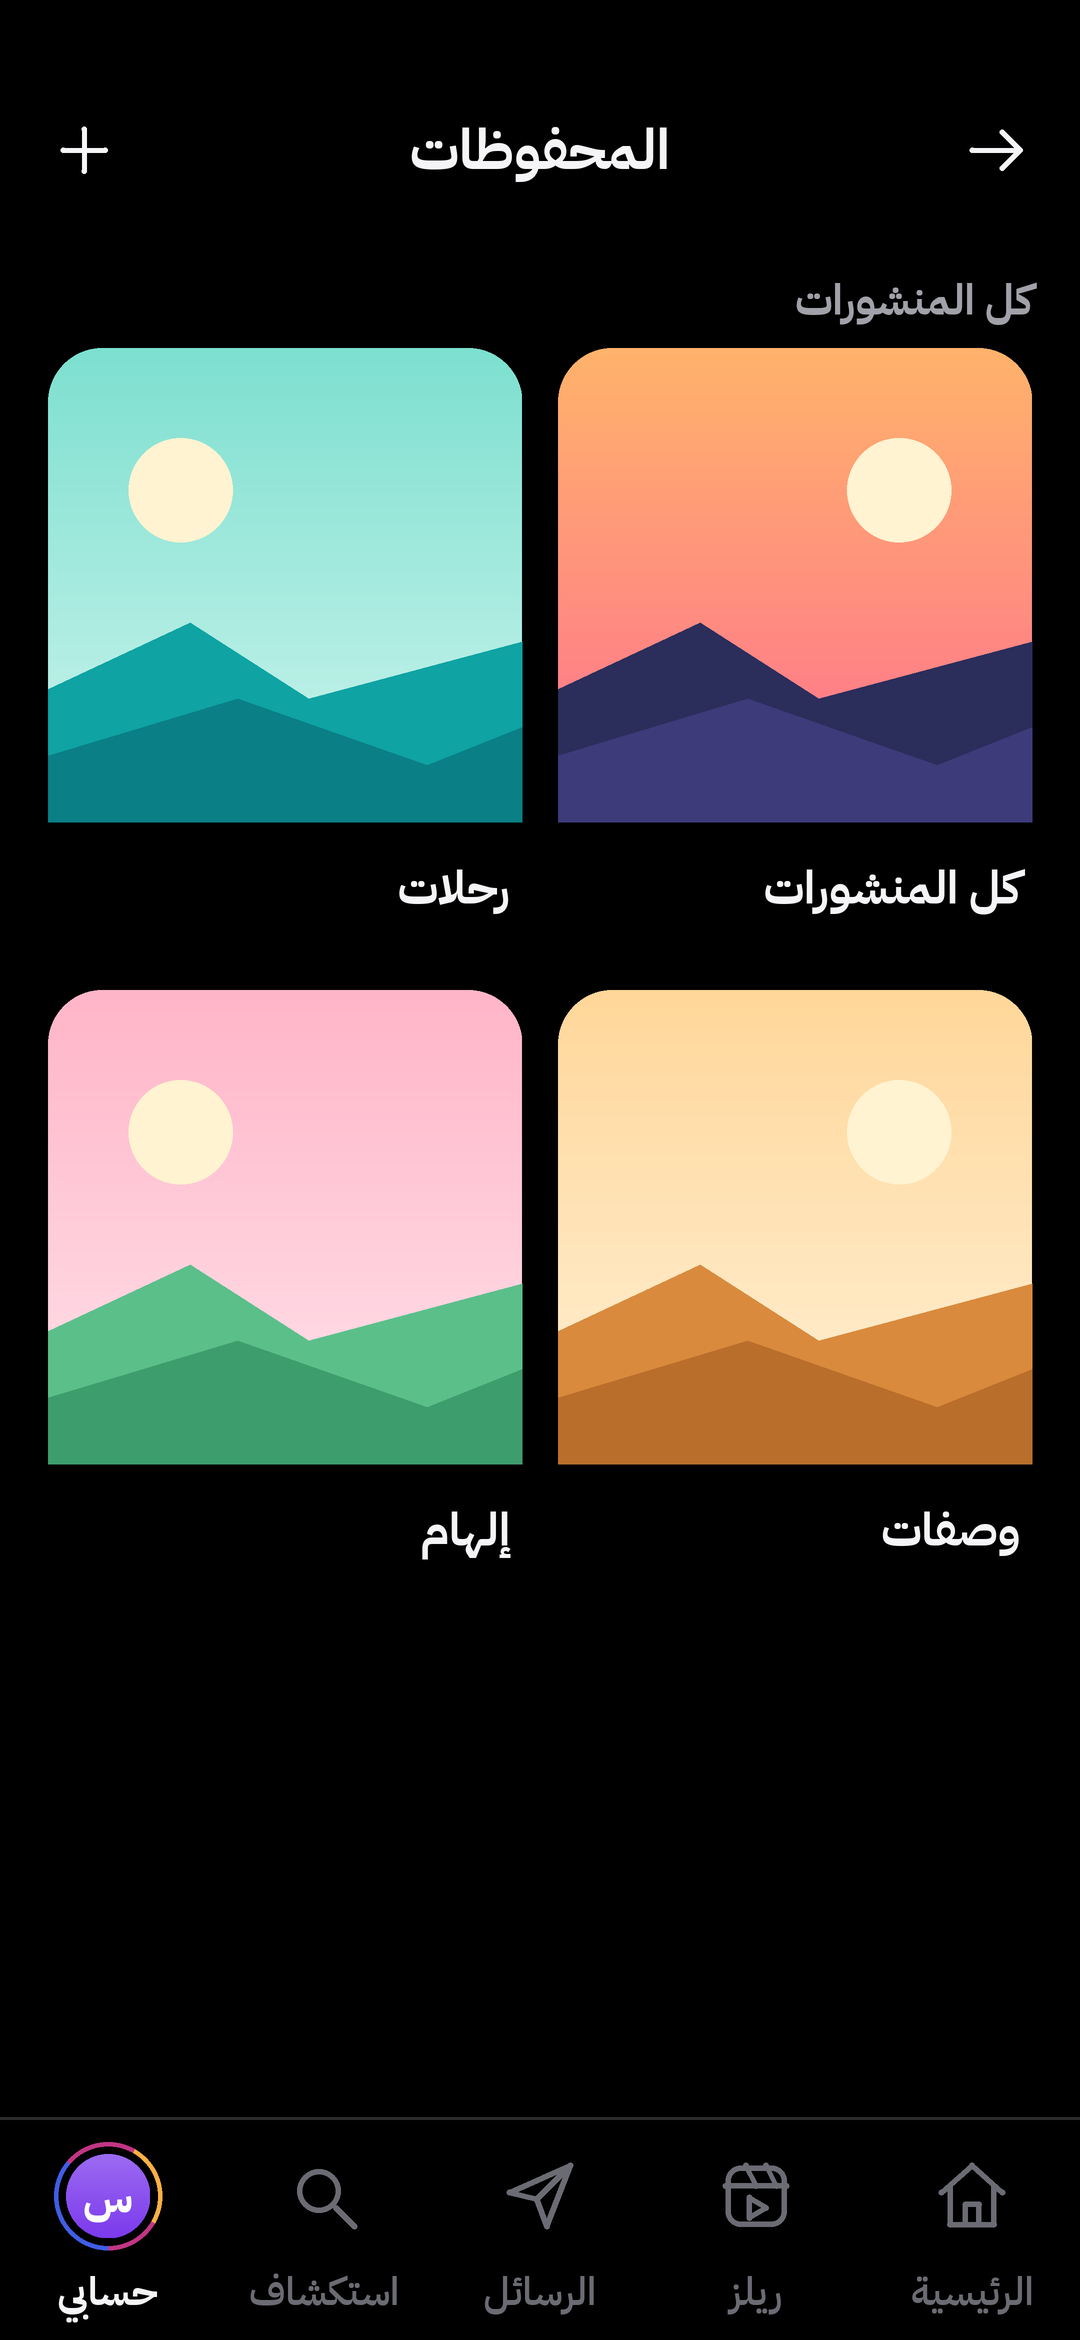 المحفوظات
كل المنشورات
كل المنشورات
رحلات
وصفات
إلهام
الرئيسية
ريلز
الرسائل
استكشاف
س
حسابي